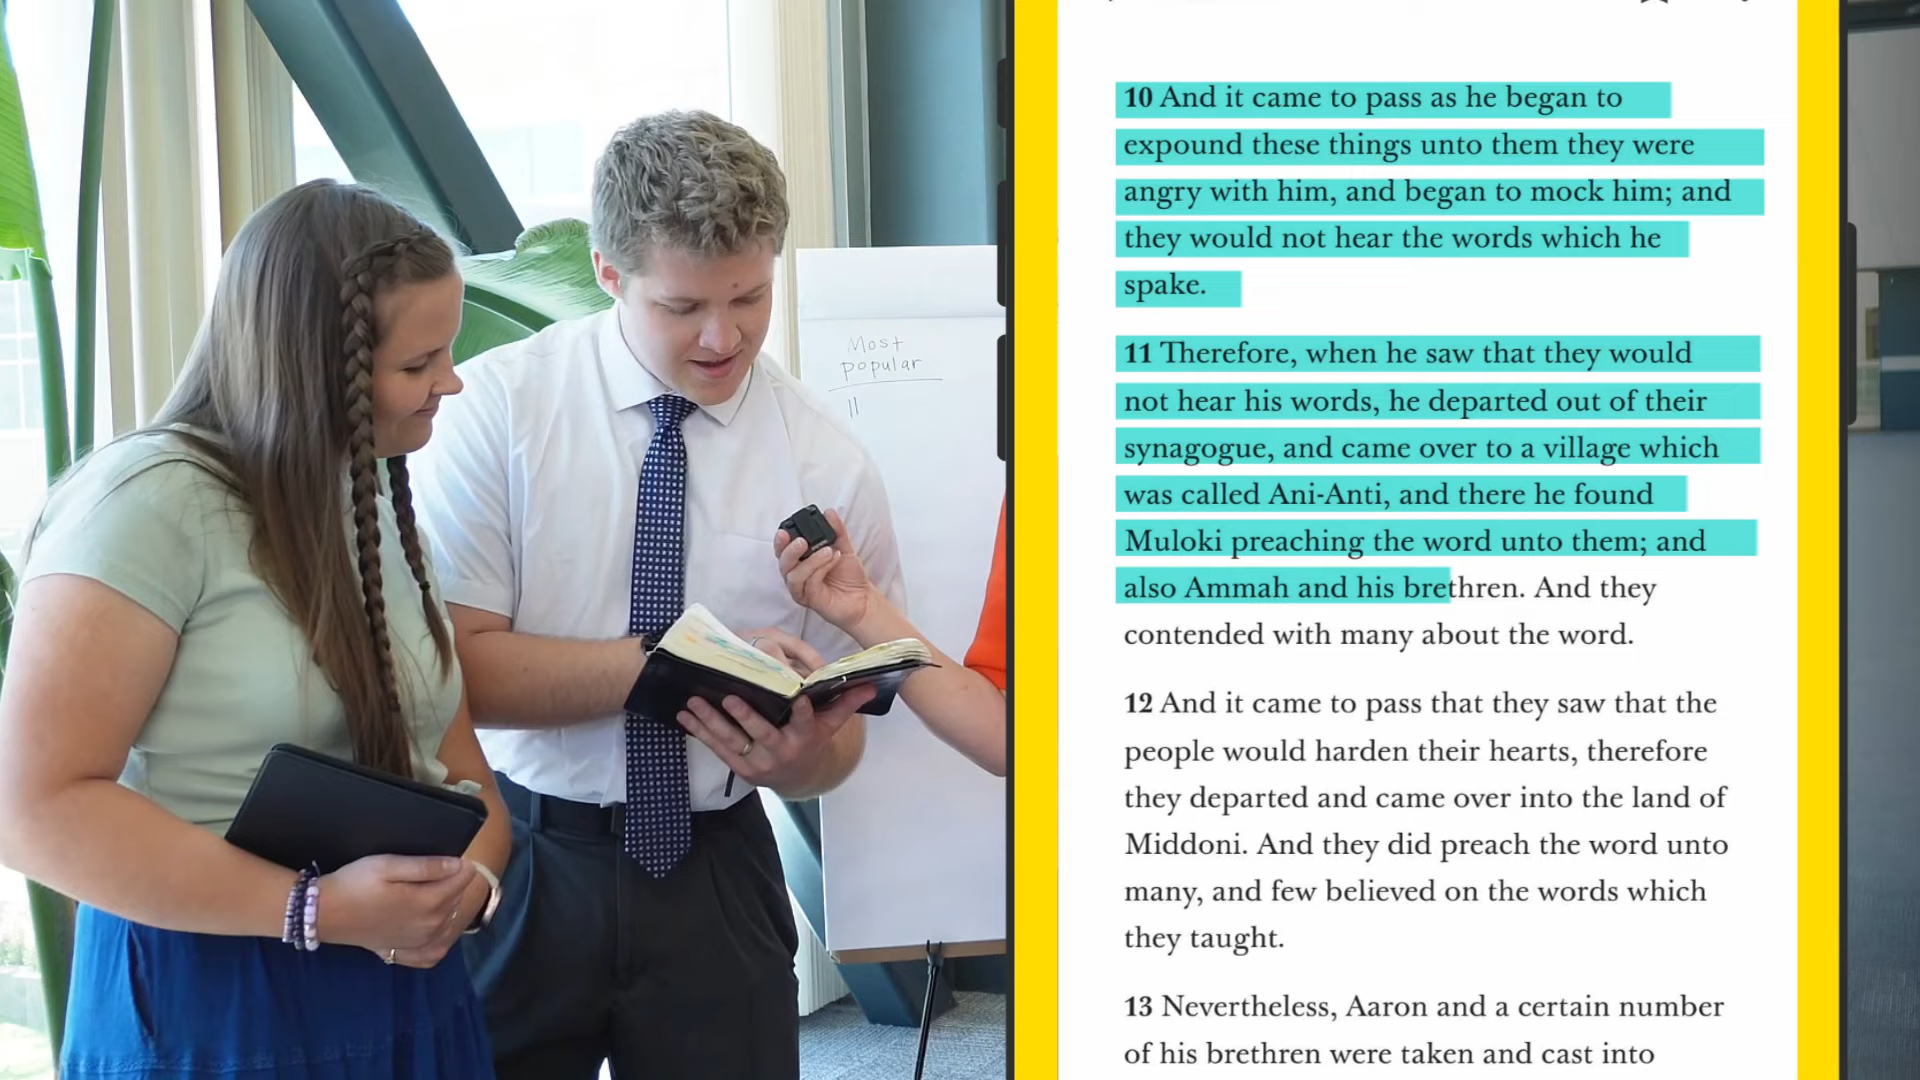 Most
popular
10 And it came to pass as he began to
expound these things unto them they were
angry with him, and began to mock him; and
they would not hear the words which he
spake.
11 Therefore, when he saw that they would
not hear his words, he departed out of their
synagogue, and came over to a village which
was called Ani-Anti, and there he found
Muloki preaching the word unto them; and
also Ammah and his brethren. And they
contended with many about the word.
12 And it came to pass that they saw that the
people would harden their hearts, therefore
they departed and came over into the land of
Middoni. And they did preach the word unto
many, and few believed on the words which
they taught.
13 Nevertheless, Aaron and a certain number
of his brethren were taken and cast into